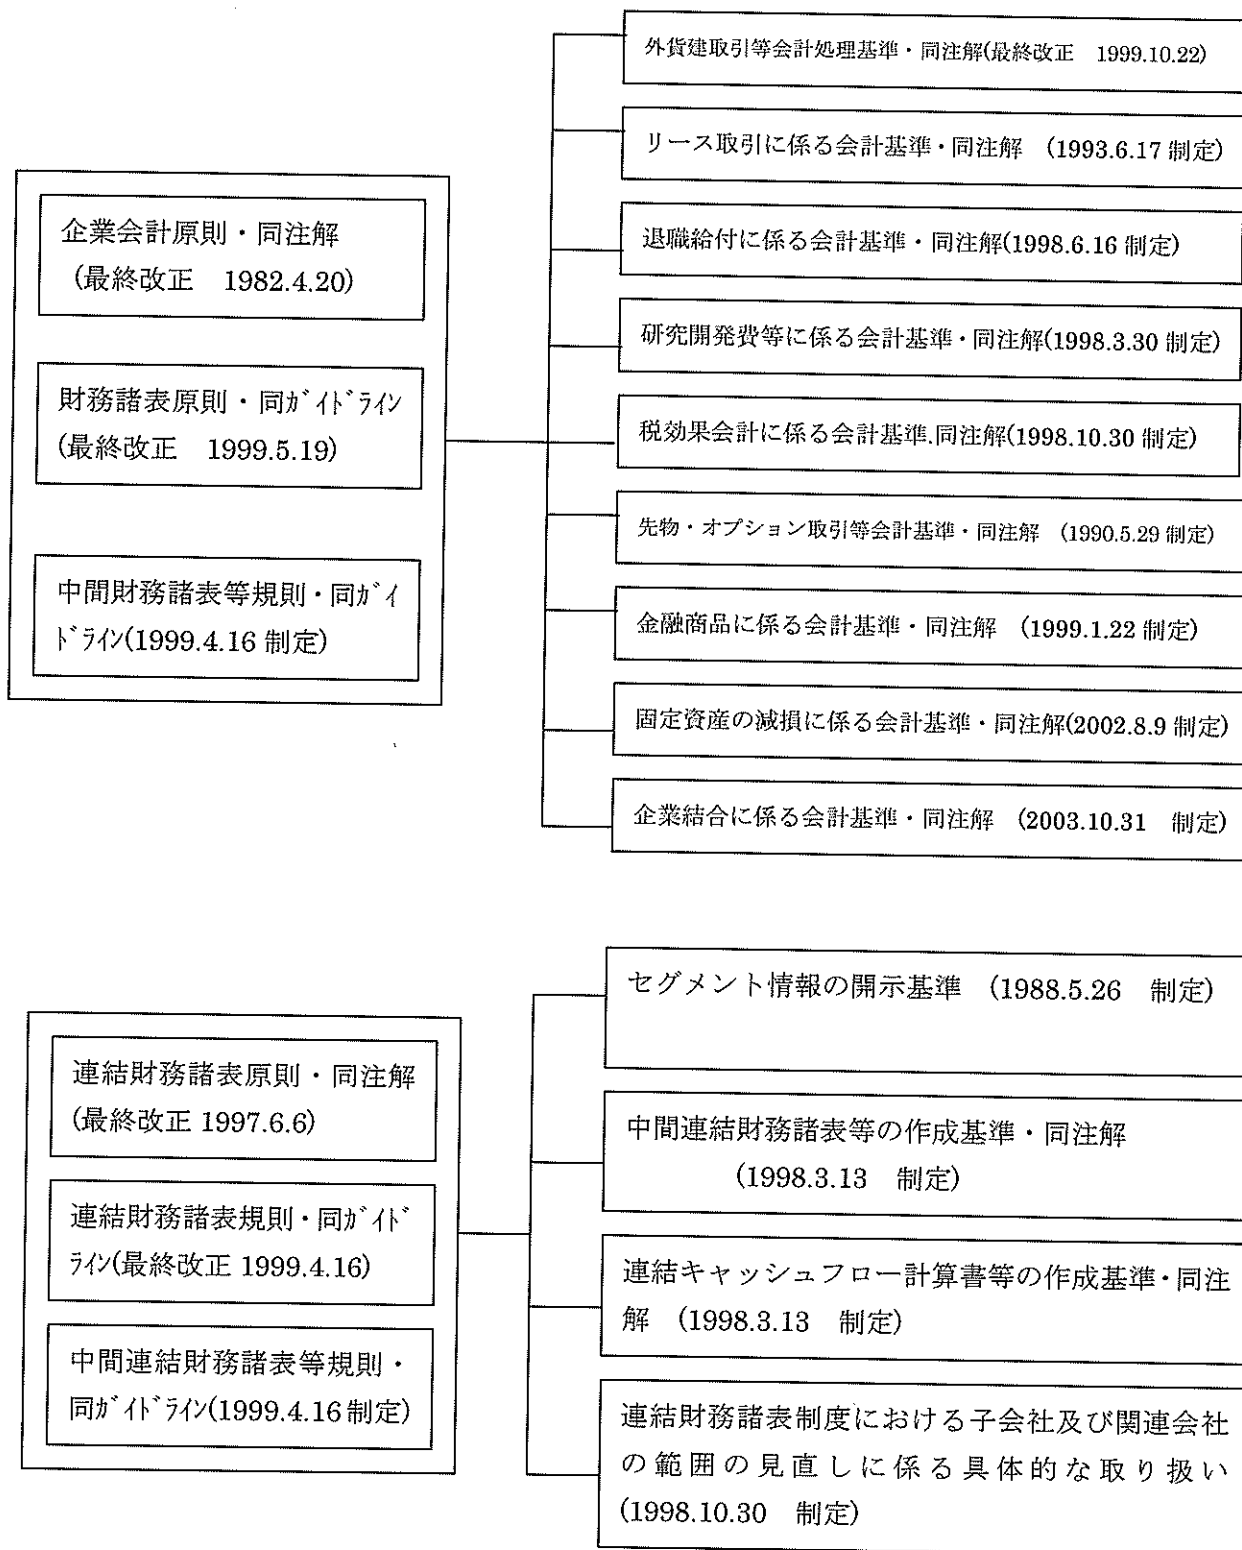 企業会計原則・同注解
(最終改正　1982.4.20)
財務諸表原則・同ｶﾞｲﾄﾞﾗｲﾝ
(最終改正　1999.5.19)
中間財務諸表等規則・同ｶﾞｲ
ﾄﾞﾗｲﾝ(1999.4.16 制定)
外貨建取引等会計処理基準・同注解(最終改正　1999.10.22)
リース取引に係る会計基準・同注解　(1993.6.17 制定)
退職給付に係る会計基準・同注解(1998.6.16 制定)
研究開発費等に係る会計基準・同注解(1998.3.30 制定)
税効果会計に係る会計基準.同注解(1998.10.30 制定)
先物・オプション取引等会計基準・同注解　(1990.5.29 制定)
金融商品に係る会計基準・同注解　(1999.1.22 制定)
固定資産の減損に係る会計基準・同注解(2002.8.9 制定)
企業結合に係る会計基準・同注解　(2003.10.31　制定)
連結財務諸表原則・同注解
(最終改正 1997.6.6)
連結財務諸表規則・同ｶﾞｲﾄﾞ
ﾗｲﾝ(最終改正 1999.4.16)
中間連結財務諸表等規則・
同ｶﾞｲﾄﾞﾗｲﾝ(1999.4.16 制定)
セグメント情報の開示基準　(1988.5.26　制定)
中間連結財務諸表等の作成基準・同注解
(1998.3.13　制定)
連結キャッシュフロー計算書等の作成基準・同注
解　(1998.3.13　制定)
連結財務諸表制度における子会社及び関連会社
の範囲の見直しに係る具体的な取り扱い
(1998.10.30　制定)